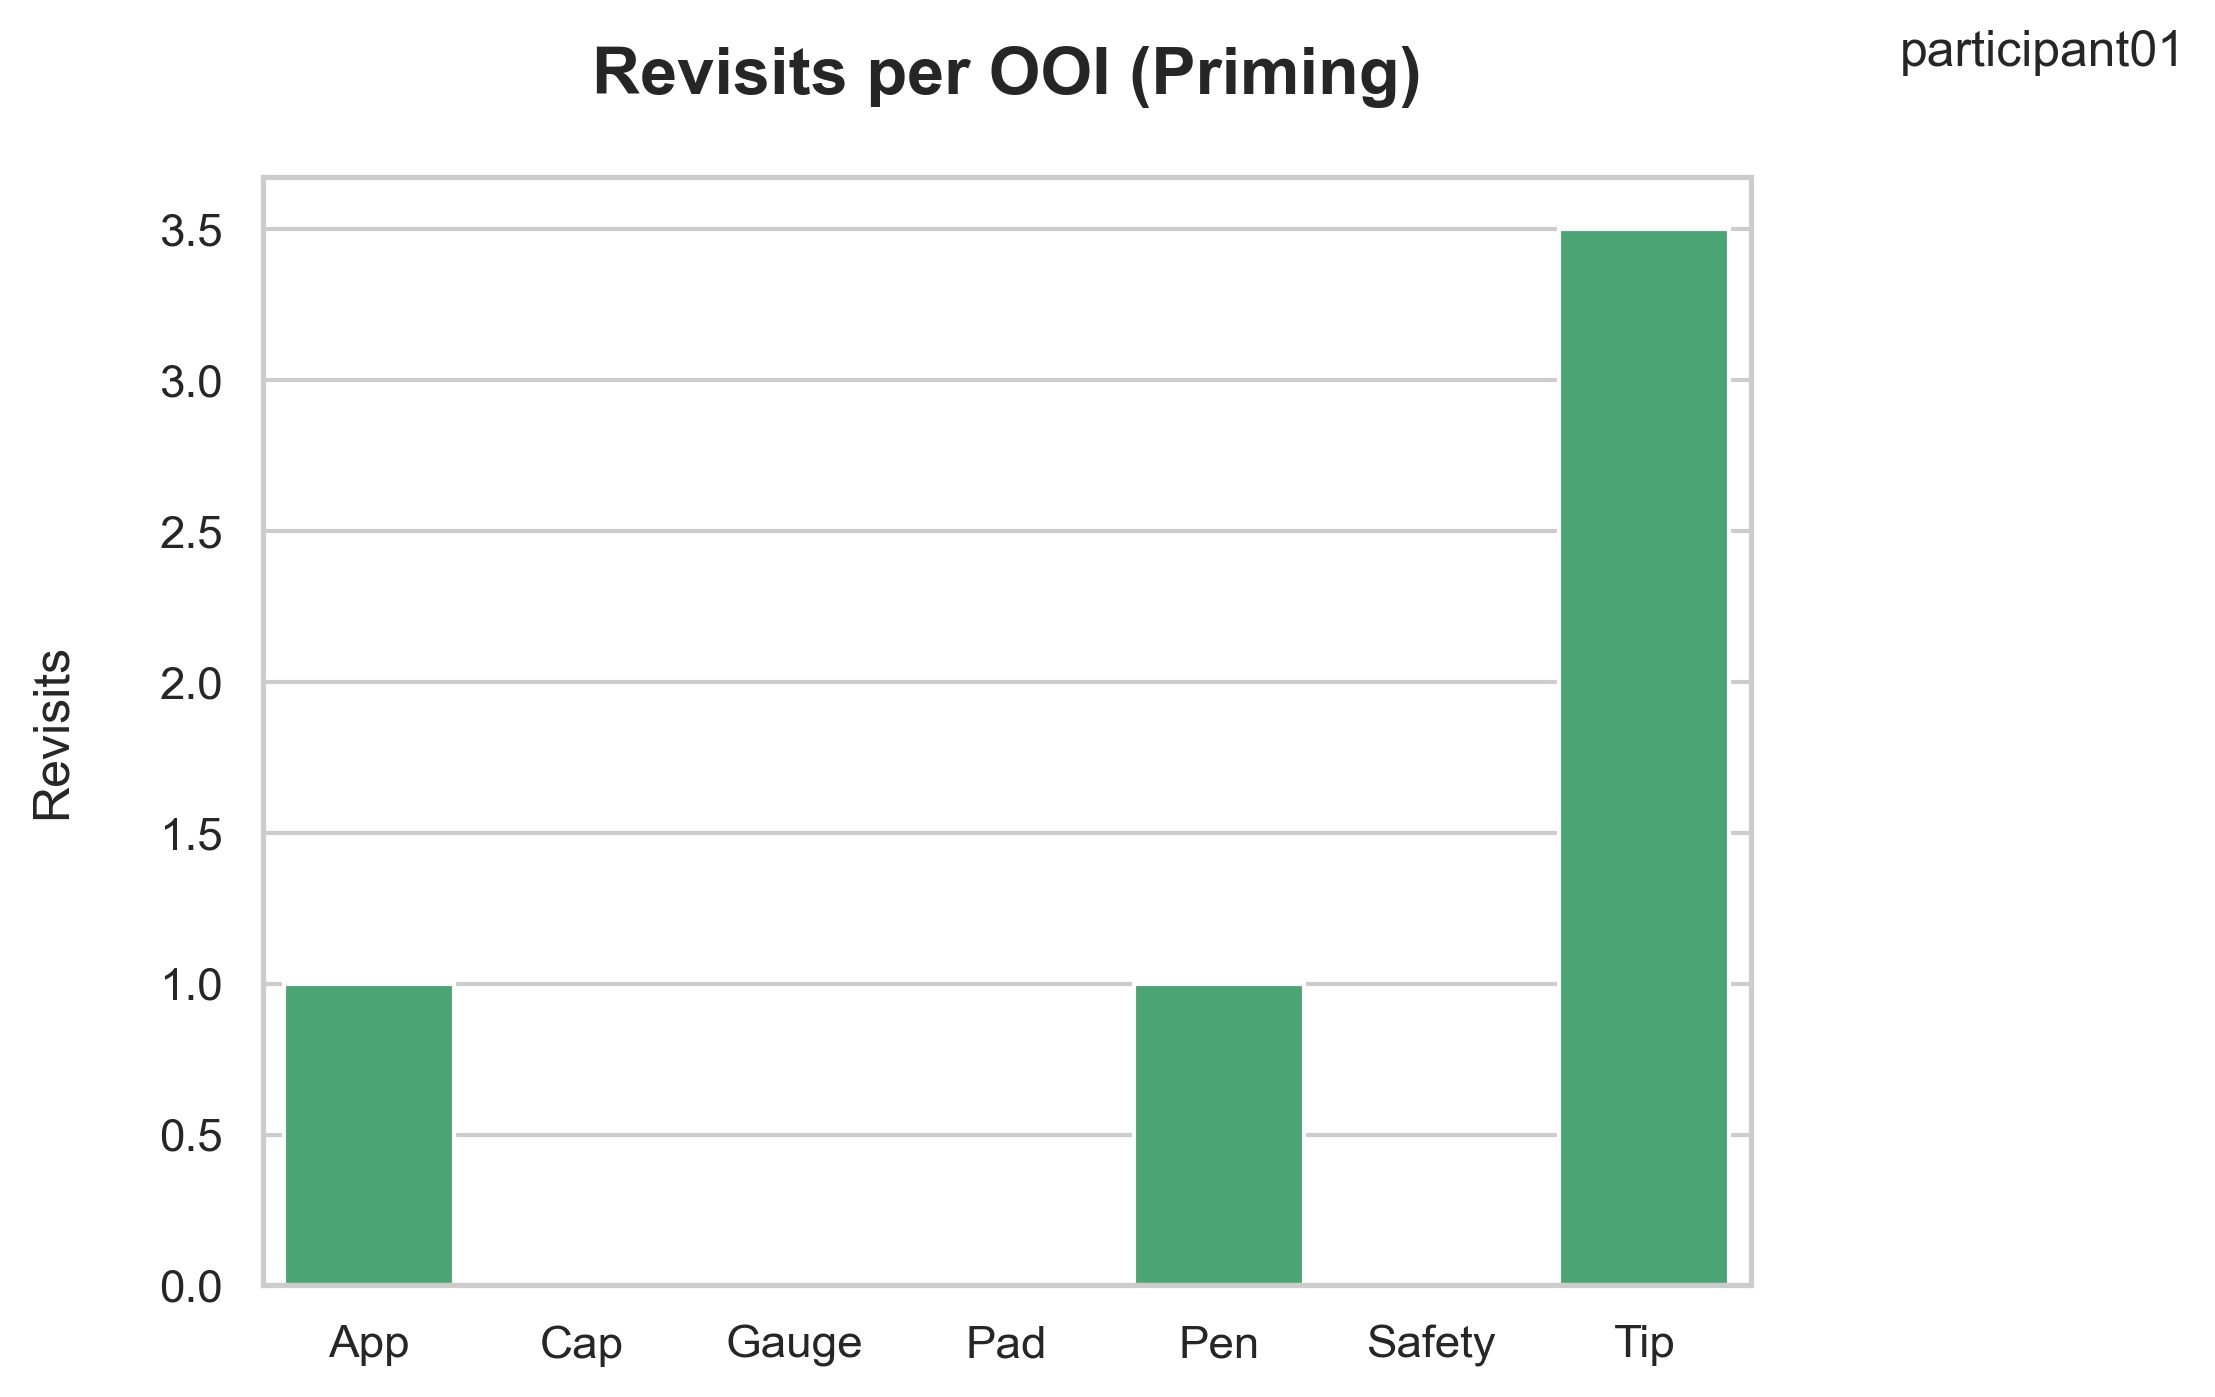 participant01
Revisits per OOI (Priming)
Revisits
3.5
3.0
2.5
2.0
1.5
1.0
0.5
0.0
App Cap Gauge Pad Pen Safety Tip